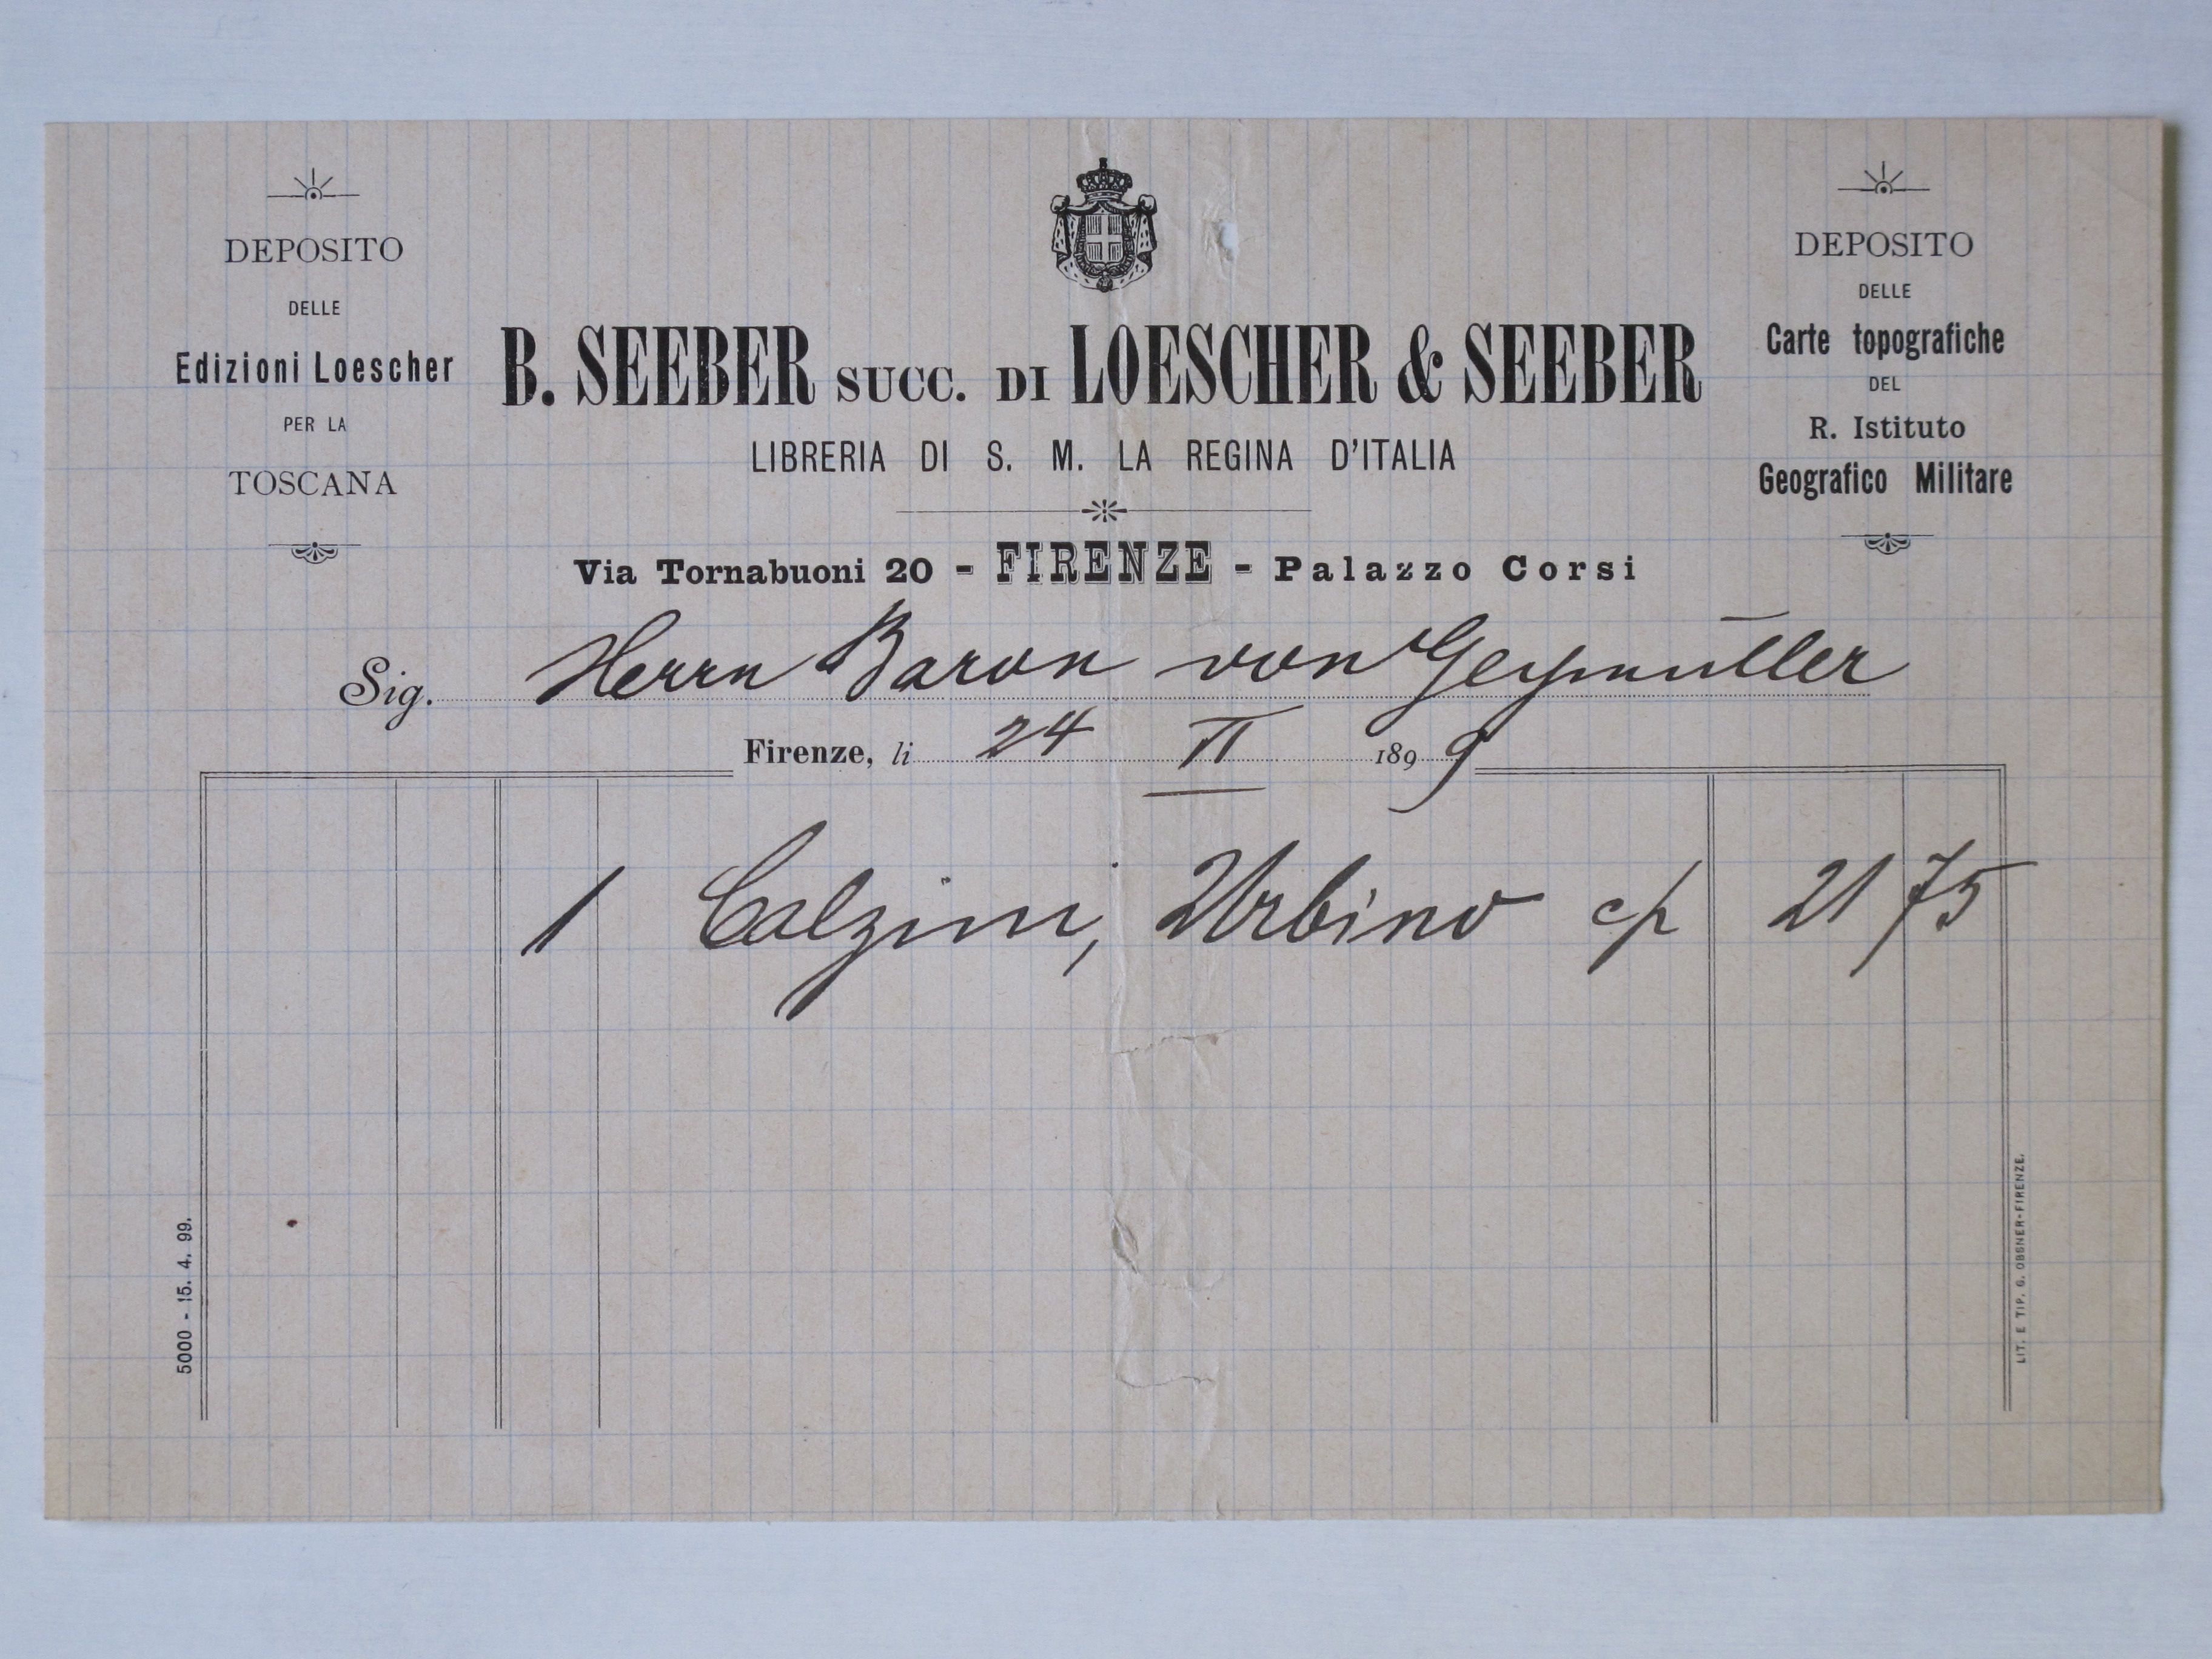 DEPOSITO
DELLE
Edizioni Loescher
PER LA
TOSCANA
B. SEEBER SUCC. DI LOESCHER & SEEBER
LIBRERIA DI S. M. LA REGINA D'ITALIA
Via Tornabuoni 20 - FIRENZE - Palazzo Corsi
DEPOSITO
DELLE
Carte topografiche
DEL
R. Istituto
Geografico Militare
Sig. Herrn Baron von Geymüller
Firenze, li 24 VI 1899
1 Calzini, Urbino cpl 21 75
5000 - 15. 4. 99.
LIT. E TIP. G. OBSNER-FIRENZE.